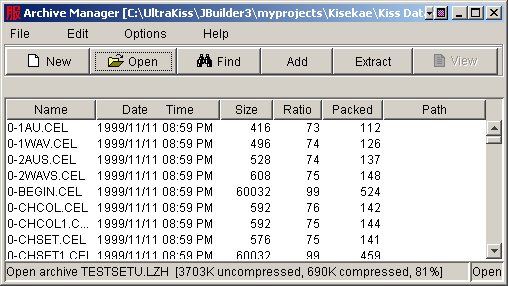 服 Archive Manager [C:\UltraKiss\JBuilder3\myprojects\Kisekae\Kiss Dat
File Edit Options Help
New Open Find Add Extract View
Name Date Time Size Ratio Packed Path
0-1AU.CEL 1999/11/11 08:59 PM 416 73 112
0-1WAV.CEL 1999/11/11 08:59 PM 496 74 126
0-2AUS.CEL 1999/11/11 08:59 PM 528 74 137
0-2WAVS.CEL 1999/11/11 08:59 PM 608 75 148
0-BEGIN.CEL 1999/11/11 08:59 PM 60032 99 524
0-CHCOL.CEL 1999/11/11 08:59 PM 592 76 142
0-CHCOL1.C... 1999/11/11 08:59 PM 592 75 144
0-CHSET.CEL 1999/11/11 08:59 PM 576 75 141
0-CHSET1.CEL 1999/11/11 08:59 PM 60032 99 459
Open archive TESTSETU.LZH [3703K uncompressed, 690K compressed, 81%] Open